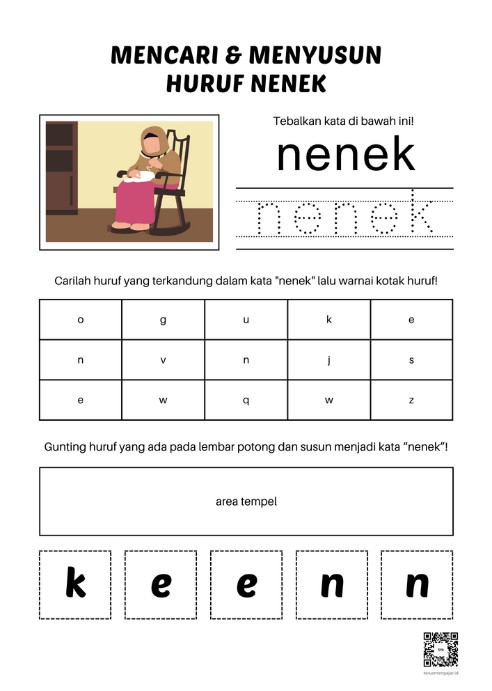 MENCARI & MENYUSUN
HURUF NENEK
Tebalkan kata di bawah ini!
nenek
nenek
Carilah huruf yang terkandung dalam kata "nenek" lalu warnai kotak huruf!
o g u k e
n v n j s
e w q w z
Gunting huruf yang ada pada lembar potong dan susun menjadi kata “nenek”!
area tempel
k e e n n